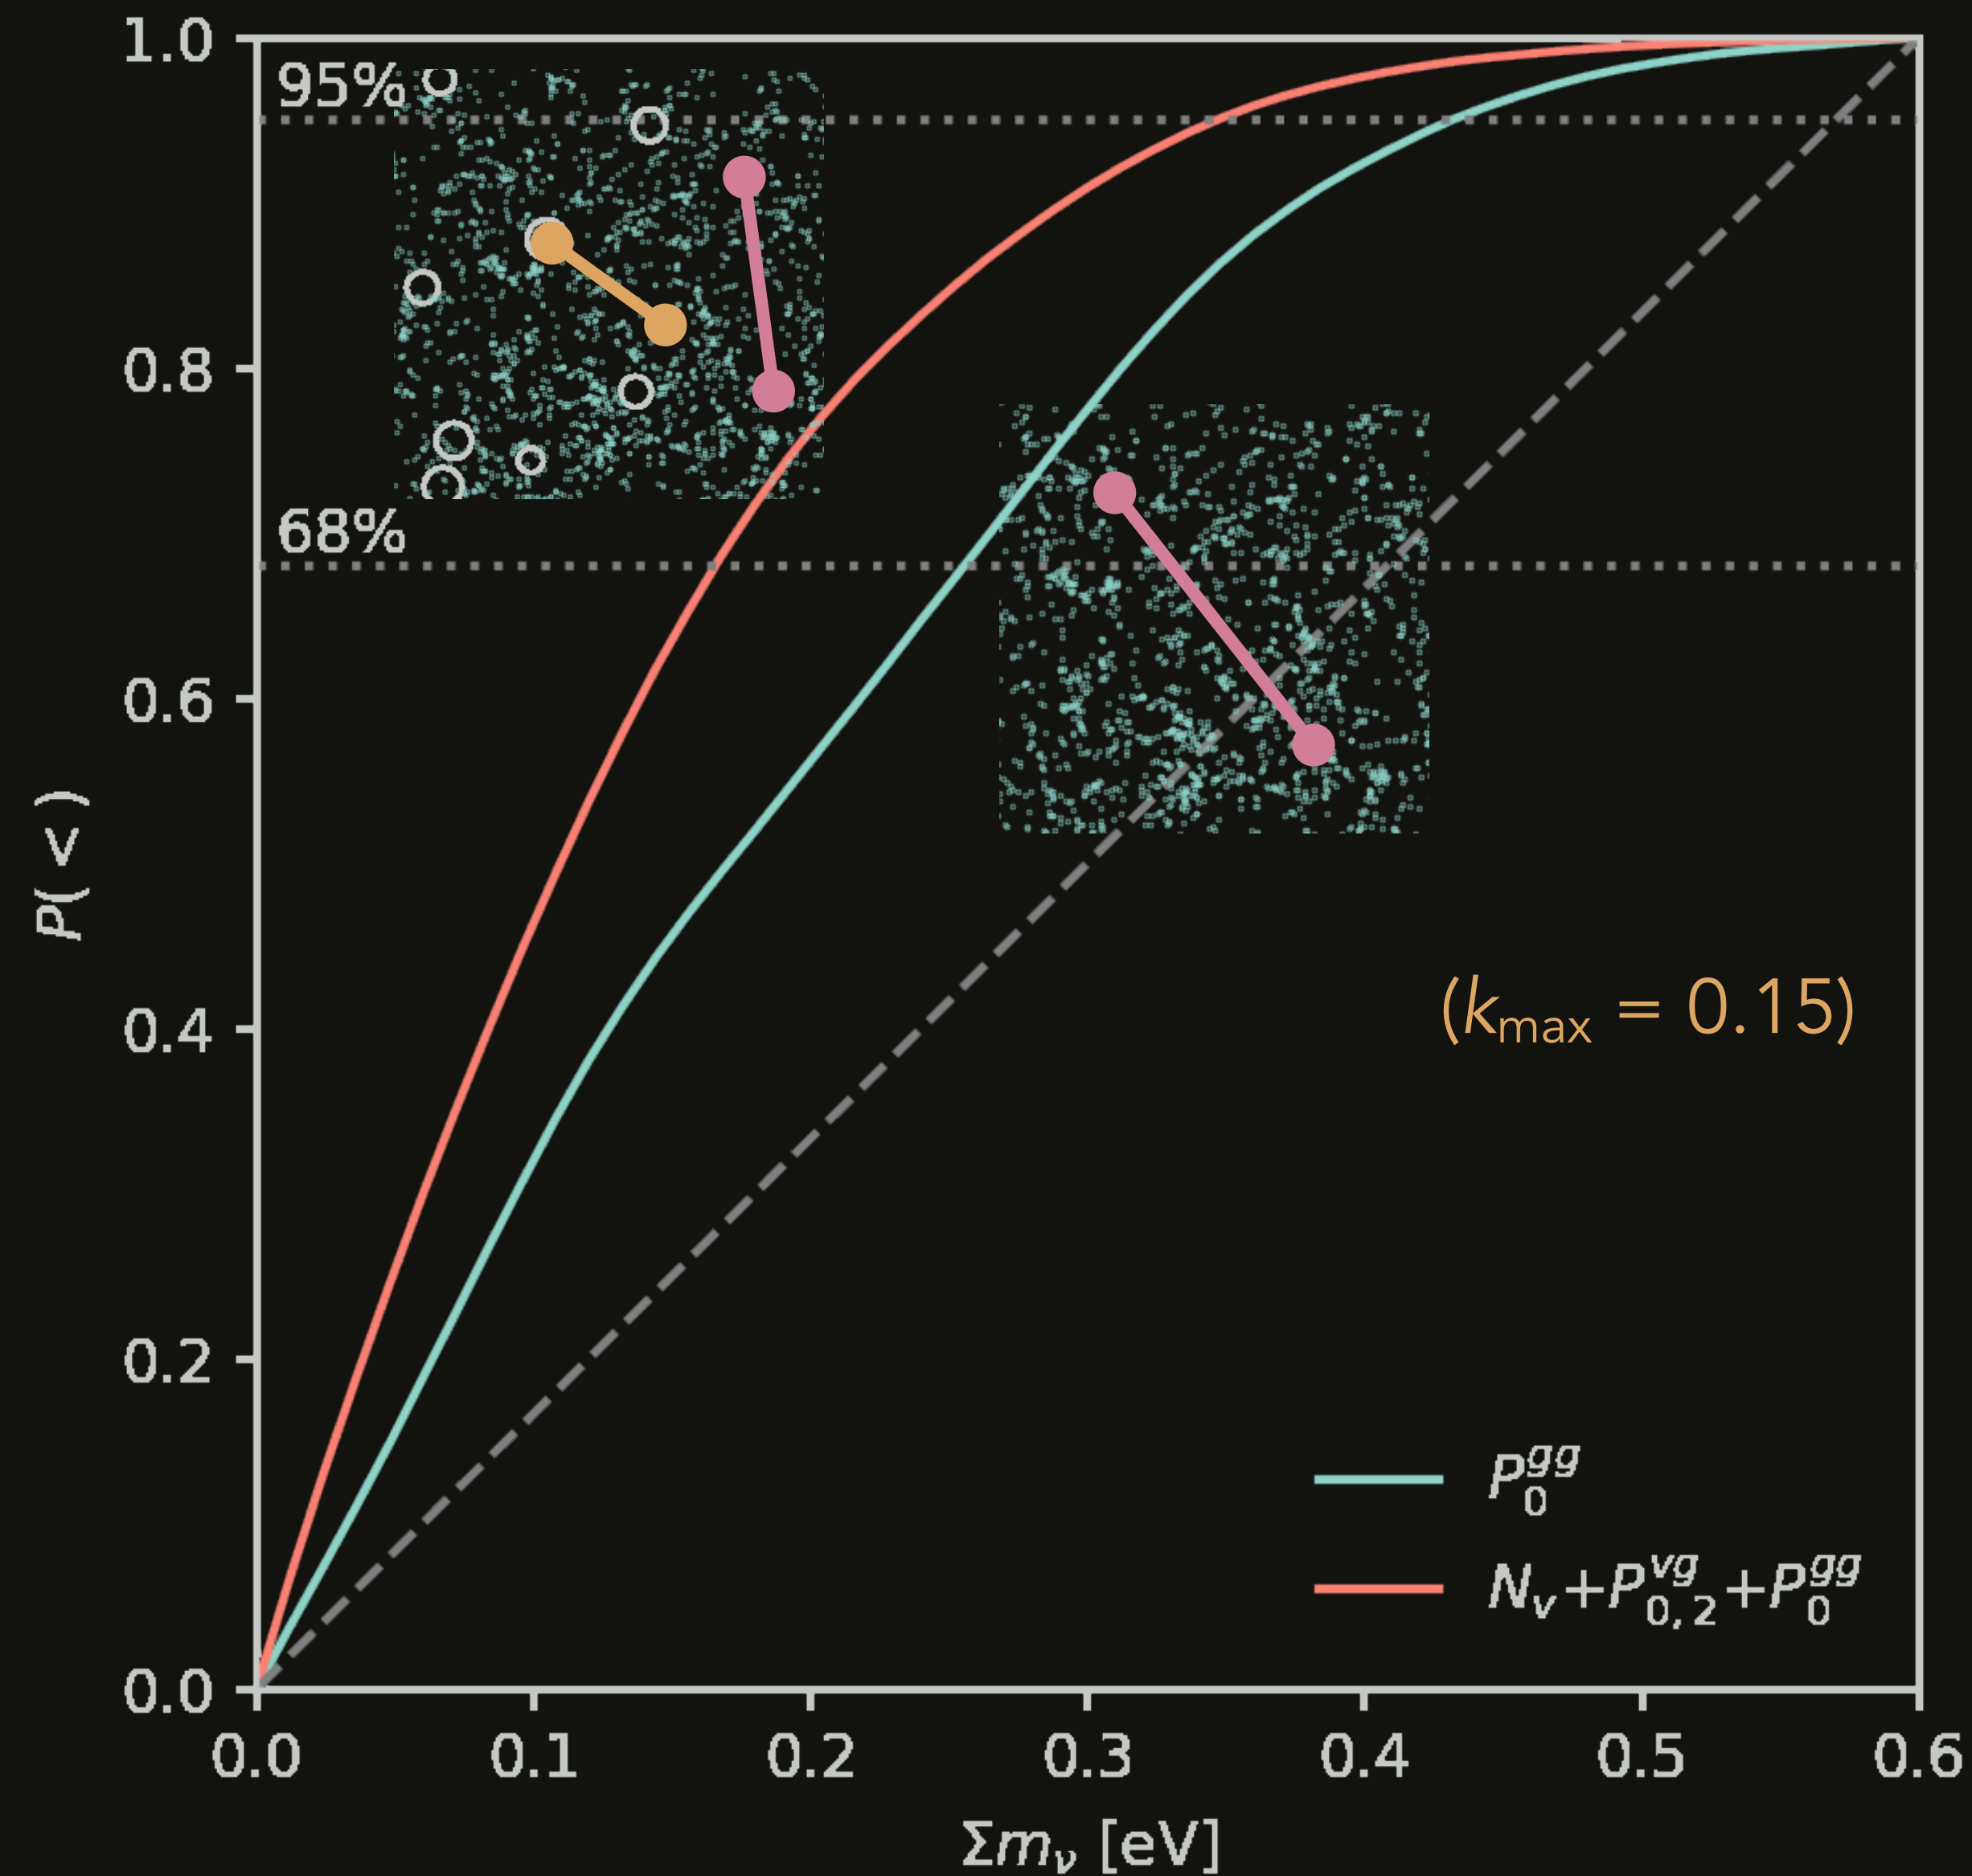 1.0
95%
0.8
68%
0.6
0.4
0.2
0.0
P( < )
(kmax = 0.15)
P₀ᵍᵍ
Nᵥ+P₀,₂ᵛᵍ+P₀ᵍᵍ
0.0 0.1 0.2 0.3 0.4 0.5 0.6
Σmᵥ [eV]